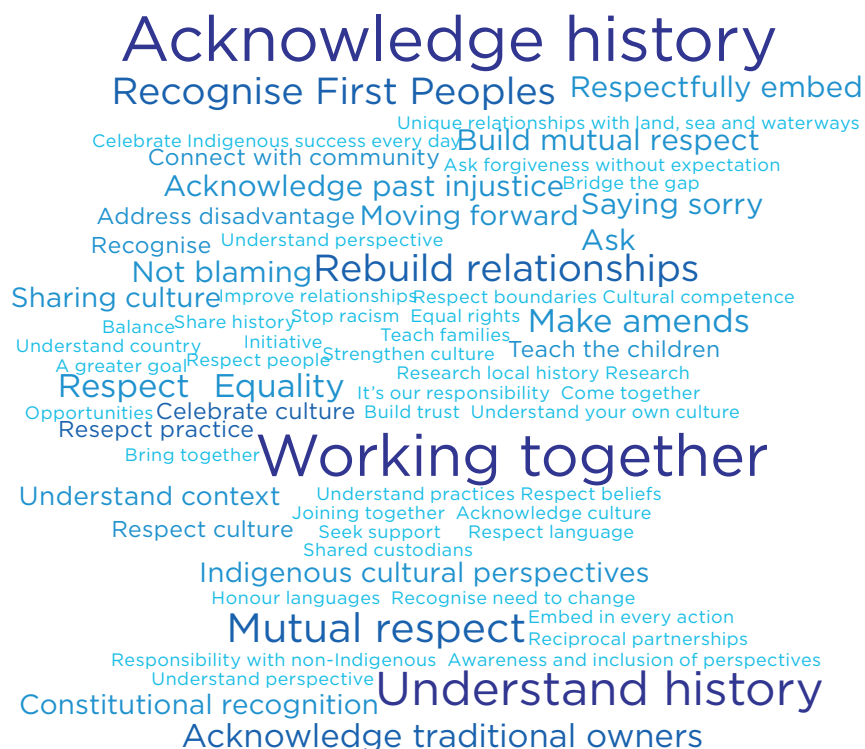 Acknowledge history
Recognise First Peoples Respectfully embed
Unique relationships with land, sea and waterways
Celebrate Indigenous success every day Build mutual respect
Connect with community Ask forgiveness without expectation
Acknowledge past injustice Bridge the gap
Address disadvantage Moving forward Saying sorry
Recognise Understand perspective Ask
Not blaming Rebuild relationships
Sharing culture Improve relationships Respect boundaries Cultural competence
Balance Share history Stop racism Equal rights Make amends
Understand country Initiative Teach families
A greater goal Respect people Strengthen culture Teach the children
Research local history Research
Respect Equality It's our responsibility Come together
Opportunities Celebrate culture Build trust Understand your own culture
Resepct practice
Bring together Working together
Understand context Understand practices Respect beliefs
Joining together Acknowledge culture
Respect culture Seek support Respect language
Shared custodians
Indigenous cultural perspectives
Honour languages Recognise need to change
Mutual respect Embed in every action
Reciprocal partnerships
Responsibility with non-Indigenous Awareness and inclusion of perspectives
Understand perspective Understand history
Constitutional recognition
Acknowledge traditional owners